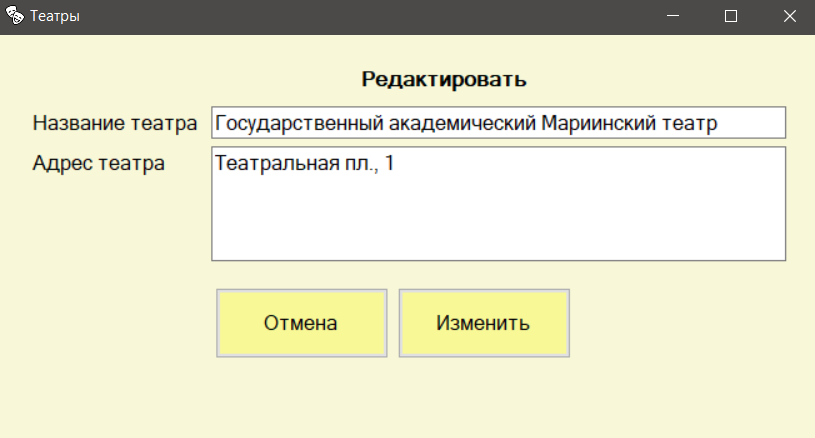 Театры
Редактировать
Название театра Государственный академический Мариинский театр
Адрес театра Театральная пл., 1
Отмена Изменить